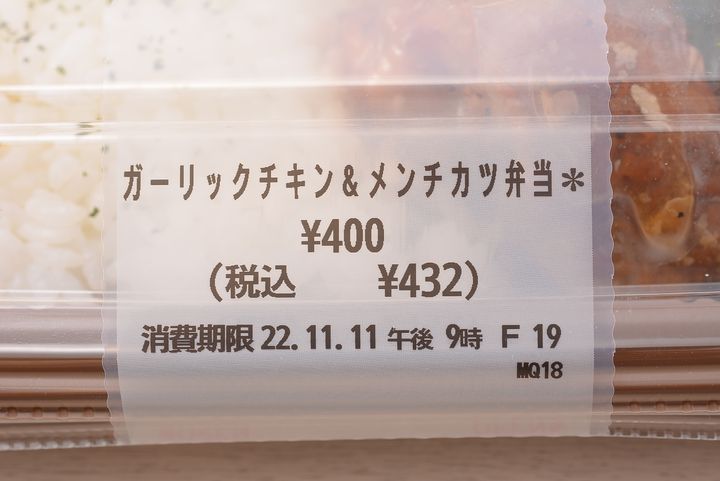 ガーリックチキン&メンチカツ弁当*
¥400
(税込 ¥432)
消費期限 22.11.11 午後 9時 F 19
MQ18